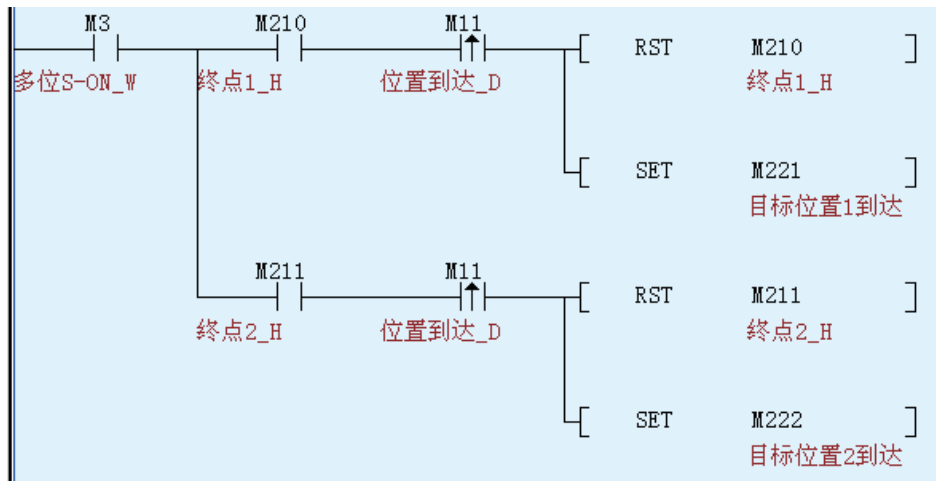 M3 M210 M11
RST M210
多位S-ON_W 终点1_H 位置到达_D 终点1_H
SET M221
目标位置1到达
M211 M11
RST M211
终点2_H 位置到达_D 终点2_H
SET M222
目标位置2到达